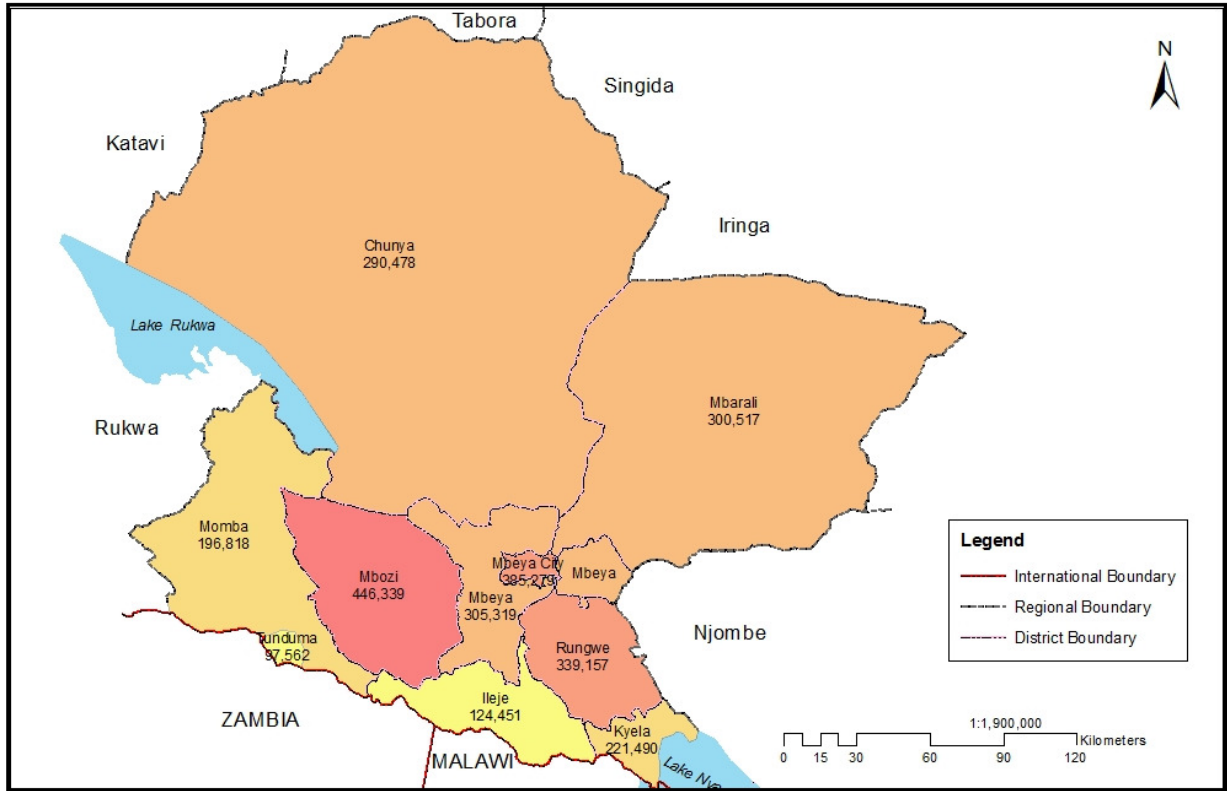 Tabora
N
Singida
Katavi
Iringa
Chunya
290,478
Lake Rukwa
Mbarali
300,517
Rukwa
Momba
196,818
Mbozi
446,339
Mbeya City
385,279
Mbeya
Mbeya
305,319
Legend
International Boundary
Regional Boundary
District Boundary
Njombe
unduma
97,562
Rungwe
339,157
Ileje
124,451
ZAMBIA
Kyela
221,490
MALAWI
Lake Nya
1:1,900,000
Kilometers
0 15 30 60 90 120